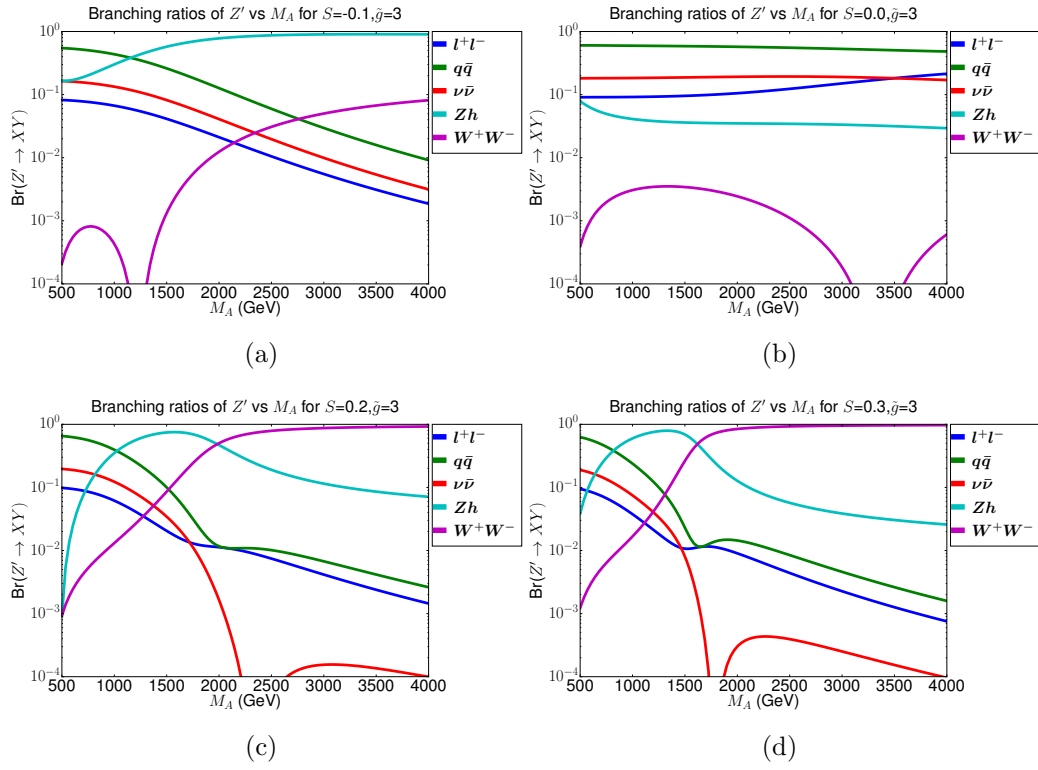 Branching ratios of Z′ vs M_A for S=-0.1,g̃=3
Br(Z′ → XY)
10^0
10^-1
10^-2
10^-3
10^-4
500 1000 1500 2000 2500 3000 3500 4000
M_A (GeV)
l^+l^-
qq̄
νν̄
Zh
W^+W^-
(a)
Branching ratios of Z′ vs M_A for S=0.0,g̃=3
Br(Z′ → XY)
10^0
10^-1
10^-2
10^-3
10^-4
500 1000 1500 2000 2500 3000 3500 4000
M_A (GeV)
l^+l^-
qq̄
νν̄
Zh
W^+W^-
(b)
Branching ratios of Z′ vs M_A for S=0.2,g̃=3
Br(Z′ → XY)
10^0
10^-1
10^-2
10^-3
10^-4
500 1000 1500 2000 2500 3000 3500 4000
M_A (GeV)
l^+l^-
qq̄
νν̄
Zh
W^+W^-
(c)
Branching ratios of Z′ vs M_A for S=0.3,g̃=3
Br(Z′ → XY)
10^0
10^-1
10^-2
10^-3
10^-4
500 1000 1500 2000 2500 3000 3500 4000
M_A (GeV)
l^+l^-
qq̄
νν̄
Zh
W^+W^-
(d)